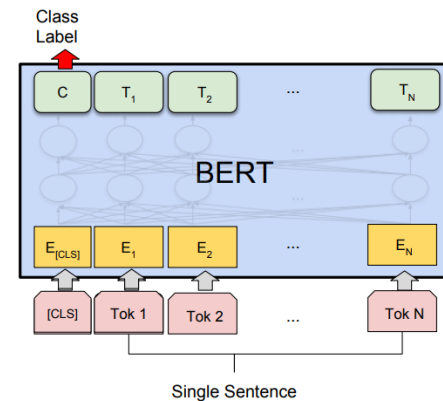 Class
Label
C T1 T2 ... TN
...
BERT
...
E[CLS] E1 E2 ... EN
[CLS] Tok 1 Tok 2 ... Tok N
Single Sentence